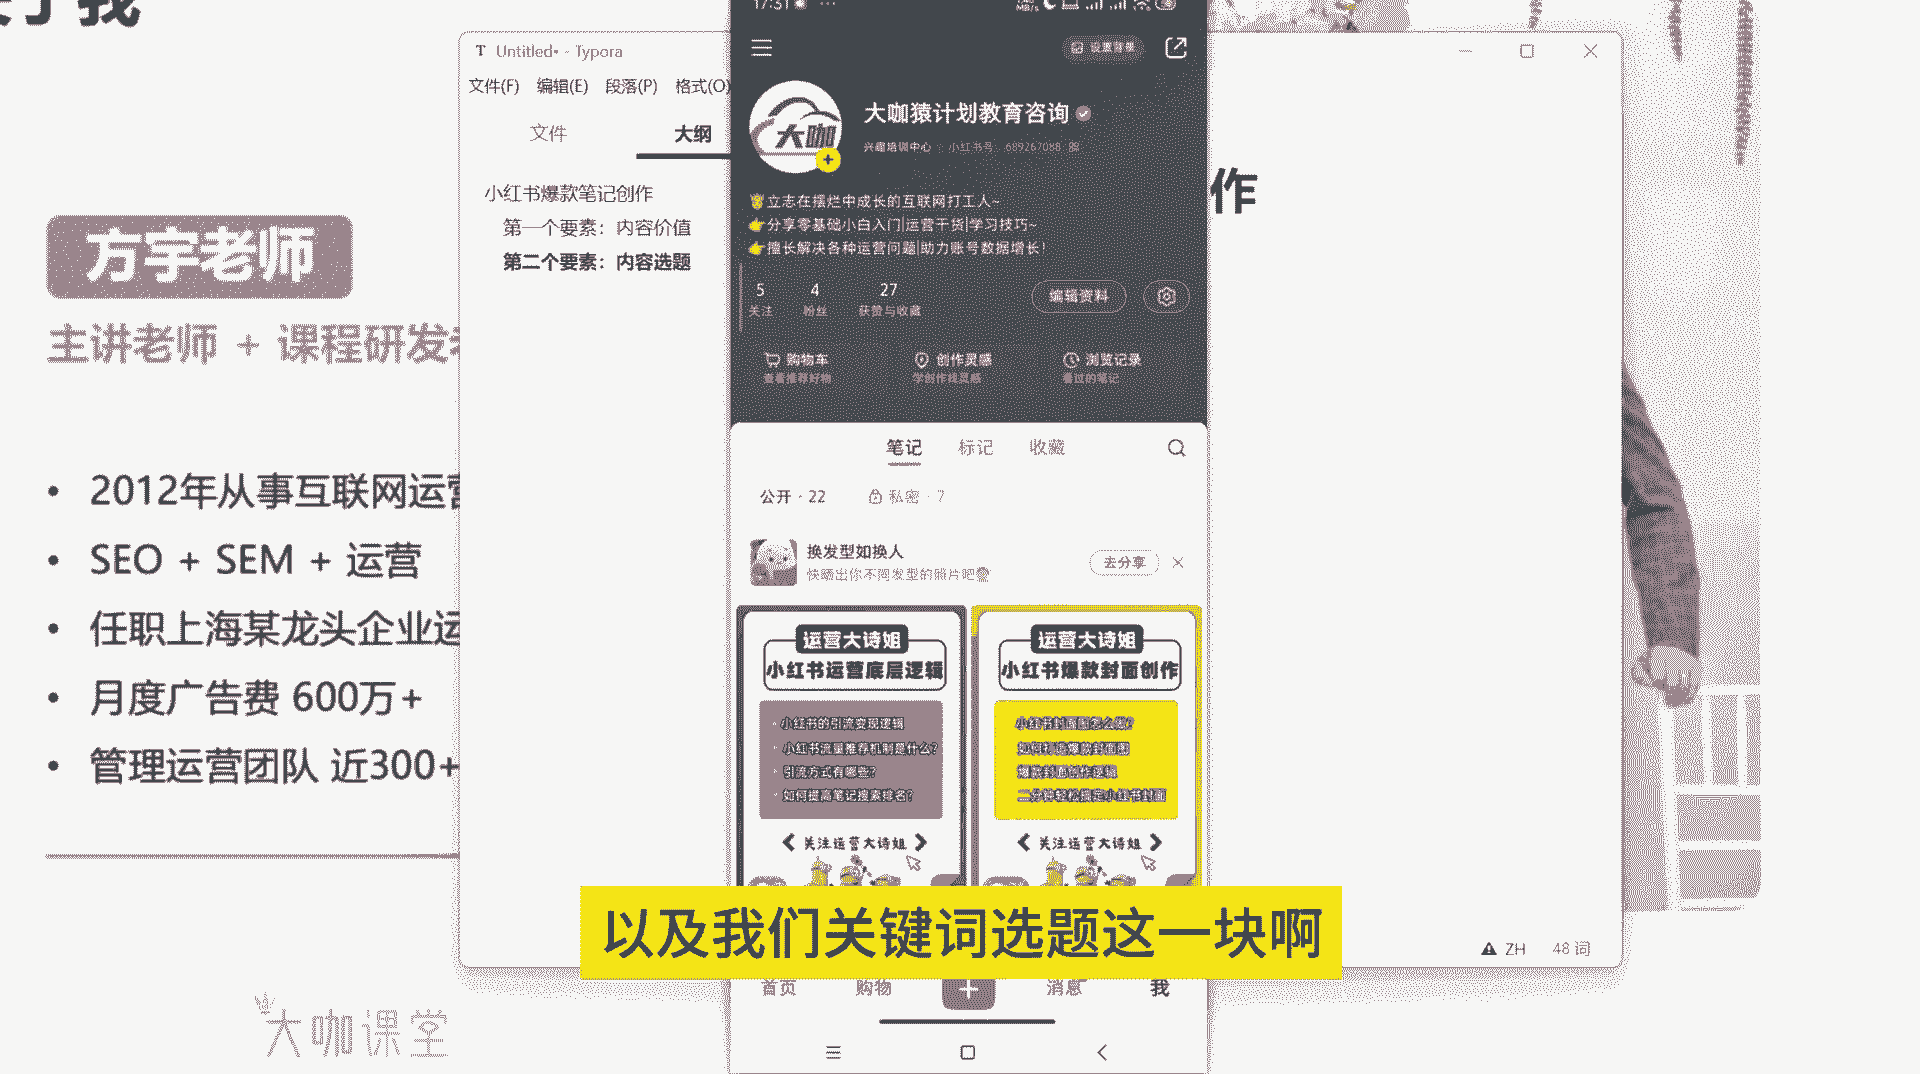 方宇老师
主讲老师 + 课程研发
2012年从事互联网运营
SEO + SEM + 运营
任职上海某龙头企业运
月度广告费 600万+
管理运营团队 近300+
大咖课堂
T Untitled• - Typora
文件(F) 编辑(E) 段落(P) 格式(O)
文件 大纲
小红书爆款笔记创作
第一个要素：内容价值
第二个要素：内容选题
作
17:31
设置背景
大咖
大咖猿计划教育咨询
兴趣培训中心 小红书号 689267088
立志在摆烂中成长的互联网打工人~
分享零基础小白入门|运营干货|学习技巧~
擅长解决各种运营问题|助力账号数据增长！
5 4 27
关注 粉丝 获赞与收藏
编辑资料
购物车 创作灵感 浏览记录
查看推荐好物 学创作找灵感 看过的笔记
笔记 标记 收藏
公开 · 22 私密 · 7
换发型如换人
快晒出你不同发型的照片吧
去分享
运营大诗姐
小红书运营底层逻辑
小红书的引流变现逻辑
小红书流量推荐机制是什么?
引流方式有哪些?
如何提高笔记搜索排名?
关注运营大诗姐
运营大诗姐
小红书爆款封面创作
小红书封面图怎么做?
爆款封面创作逻辑
三分钟轻松搞定小红书封面
关注运营大诗姐
以及我们关键词选题这一块啊
首页 购物 消息 我
ZH 48 词